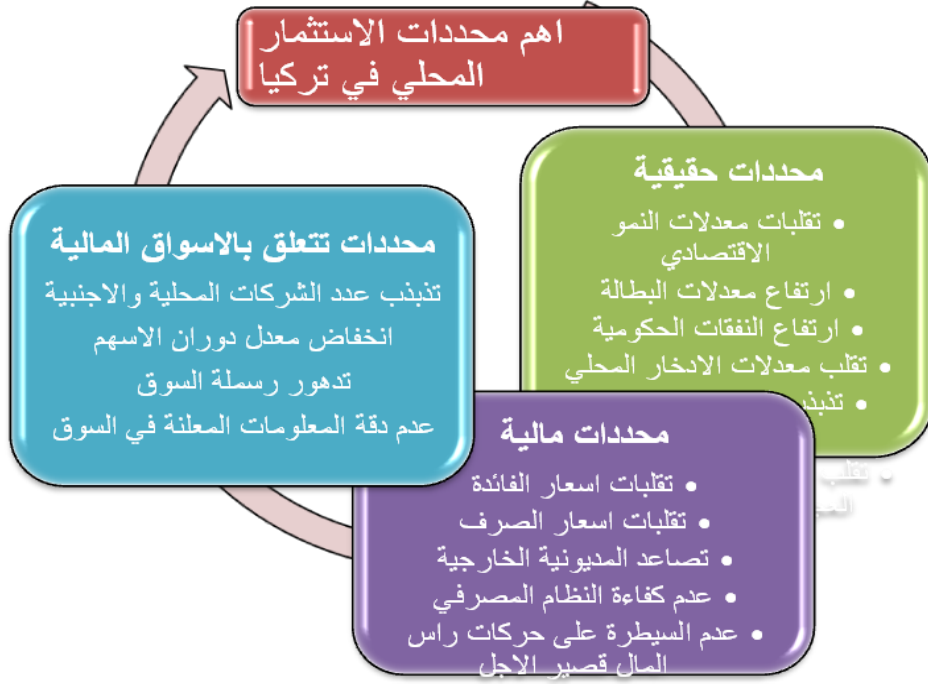 اهم محددات الاستثمار
المحلي في تركيا
محددات حقيقية
• تقلبات معدلات النمو
الاقتصادي
• ارتفاع معدلات البطالة
• ارتفاع النفقات الحكومية
• تقلب معدلات الادخار المحلي
•
• تقلب
محددات تتعلق بالاسواق المالية
تذبذب عدد الشركات المحلية والاجنبية
انخفاض معدل دوران الاسهم
تدهور رسملة السوق
عدم دقة المعلومات المعلنة في السوق
محددات مالية
• تقلبات اسعار الفائدة
• تقلبات اسعار الصرف
• تصاعد المديونية الخارجية
• عدم كفاءة النظام المصرفي
• عدم السيطرة على حركات راس
المال قصير الاجل